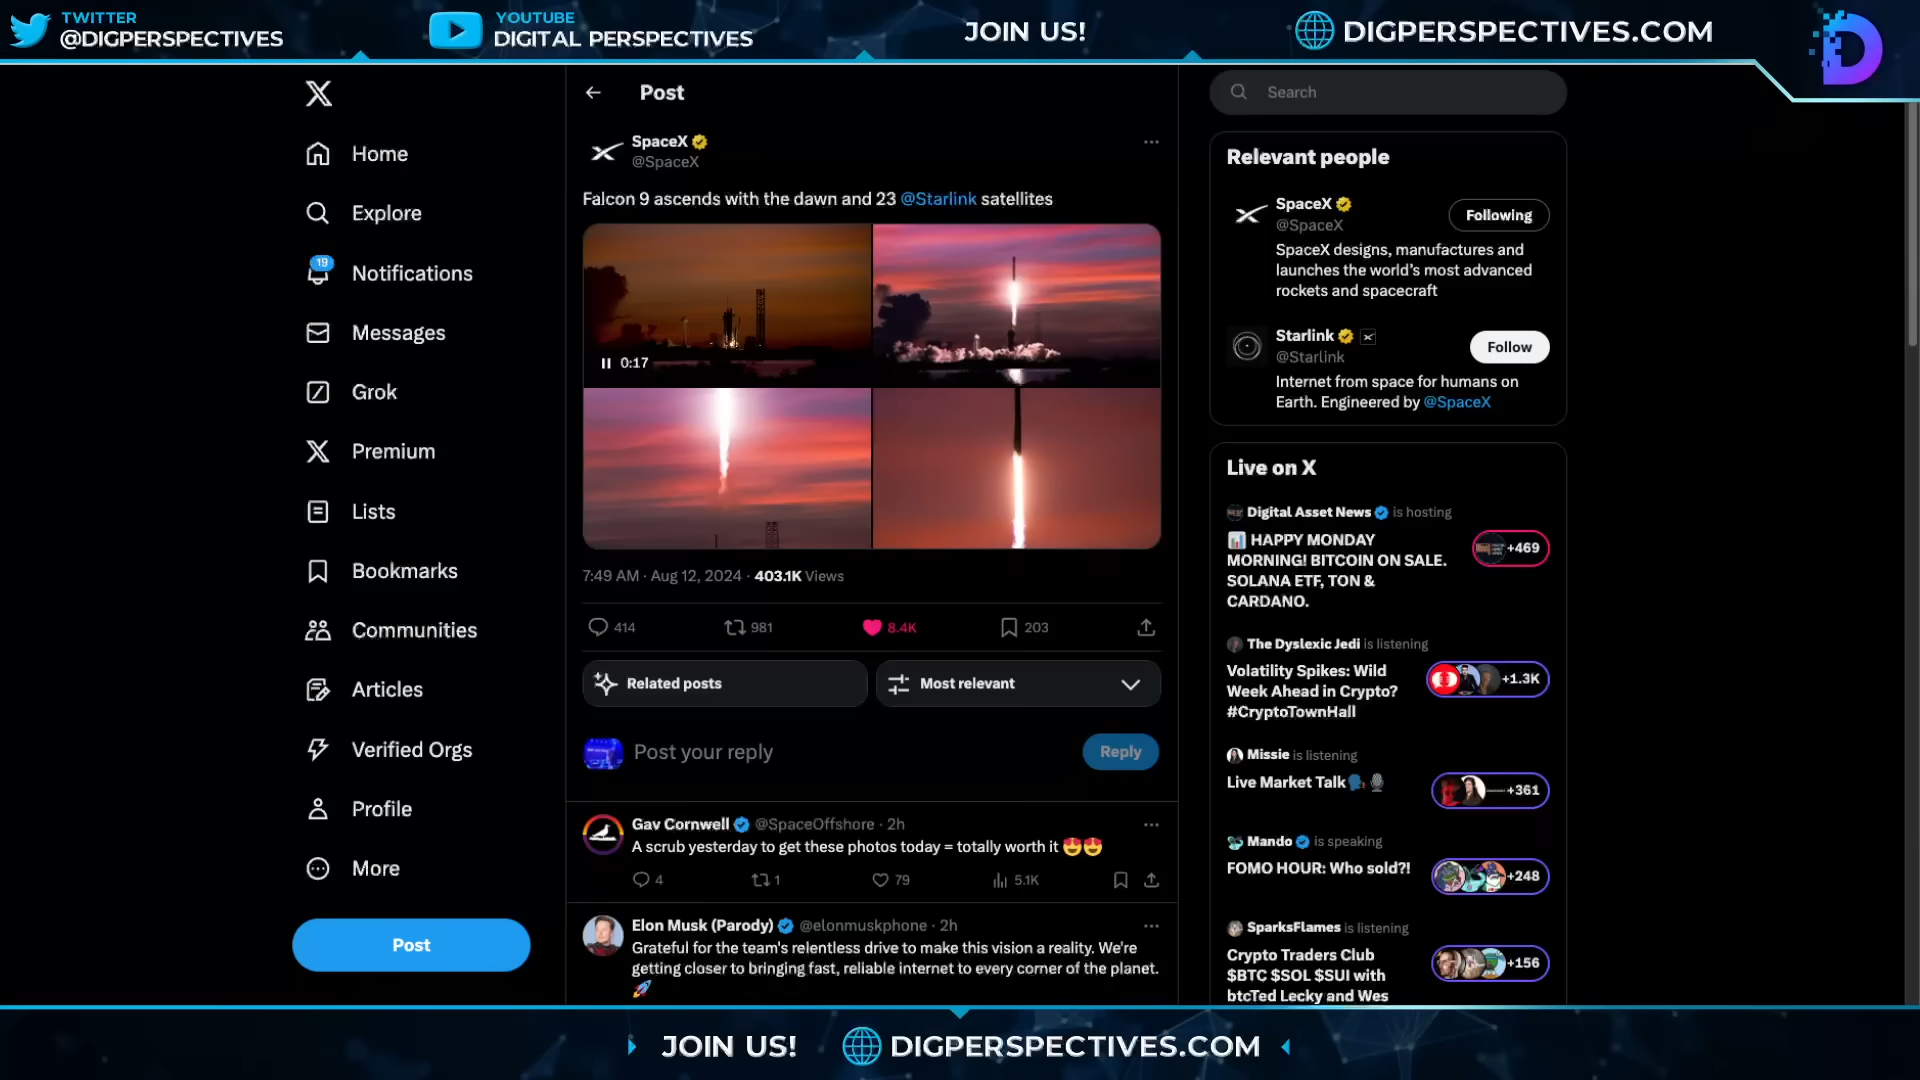 TWITTER
@DIGPERSPECTIVES
YOUTUBE
DIGITAL PERSPECTIVES
JOIN US!
DIGPERSPECTIVES.COM
Home
Explore
19
Notifications
Messages
Grok
Premium
Lists
Bookmarks
Communities
Articles
Verified Orgs
Profile
More
Post
Post
SpaceX
@SpaceX
Falcon 9 ascends with the dawn and 23 @Starlink satellites
0:17
7:49 AM · Aug 12, 2024 · 403.1K Views
414
981
8.4K
203
Related posts
Most relevant
Post your reply
Reply
Gav Cornwell @SpaceOffshore · 2h
A scrub yesterday to get these photos today = totally worth it 😍😍
4
1
79
5.1K
Elon Musk (Parody) @elonmuskphone · 2h
Grateful for the team's relentless drive to make this vision a reality. We're
getting closer to bringing fast, reliable internet to every corner of the planet.
🚀
Search
Relevant people
SpaceX
@SpaceX
Following
SpaceX designs, manufactures and
launches the world's most advanced
rockets and spacecraft
Starlink
@Starlink
Follow
Internet from space for humans on
Earth. Engineered by @SpaceX
Live on X
Digital Asset News is hosting
📊 HAPPY MONDAY
MORNING! BITCOIN ON SALE.
SOLANA ETF, TON &
CARDANO.
+469
The Dyslexic Jedi is listening
Volatility Spikes: Wild
Week Ahead in Crypto?
#CryptoTownHall
+1.3K
Missie is listening
Live Market Talk🗣️🎙️
+361
Mando is speaking
FOMO HOUR: Who sold?!
+248
SparksFlames is listening
Crypto Traders Club
$BTC $SOL $SUI with
btcTed Lecky and Wes
+156
JOIN US!
DIGPERSPECTIVES.COM